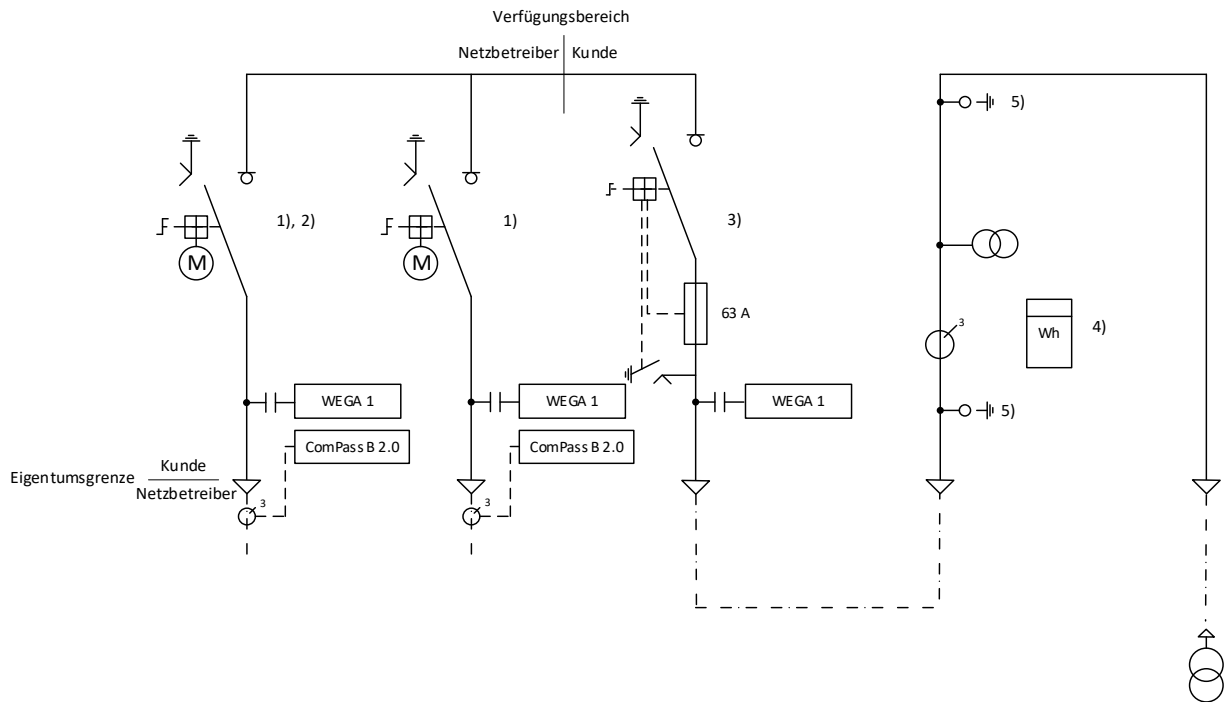 Verfügungsbereich
Netzbetreiber Kunde
5)
1), 2)
1)
3)
M
M
63 A
3
Wh
4)
WEGA 1
WEGA 1
WEGA 1
5)
ComPass B 2.0
ComPass B 2.0
Eigentumsgrenze
Kunde
Netzbetreiber
3
3